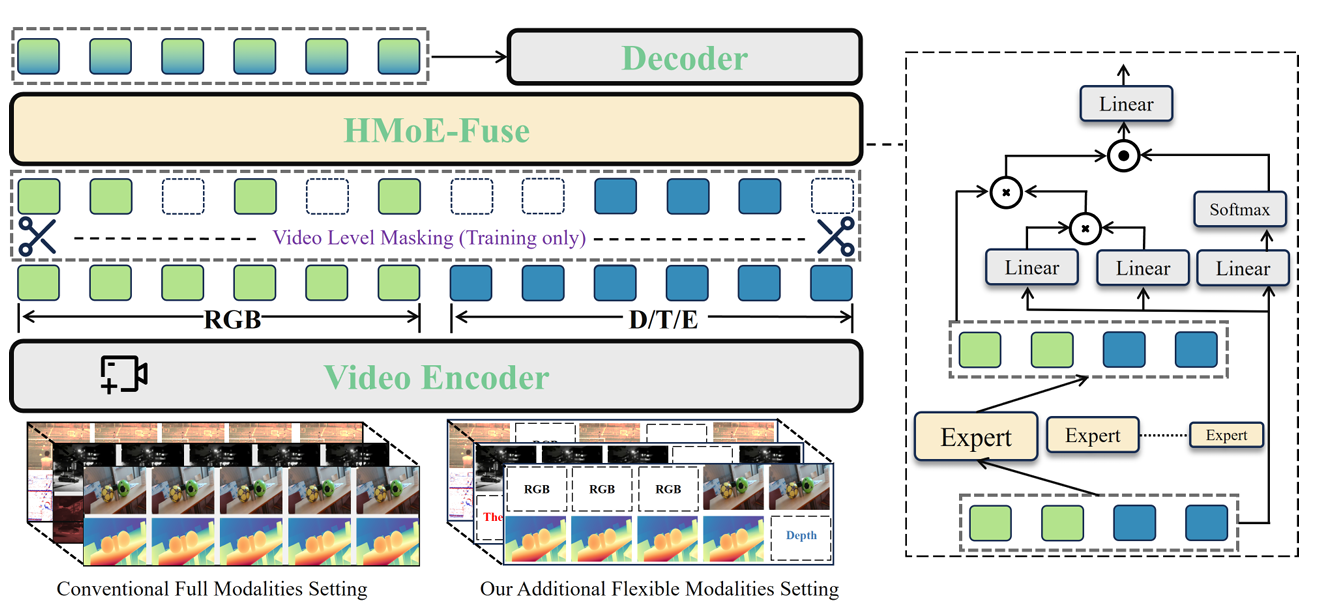 Decoder
HMoE-Fuse
Video Level Masking (Training only)
RGB
D/T/E
Video Encoder
RGB RGB RGB
The
Depth
Conventional Full Modalities Setting
Our Additional Flexible Modalities Setting
Linear
Softmax
Linear Linear Linear
Expert Expert Expert